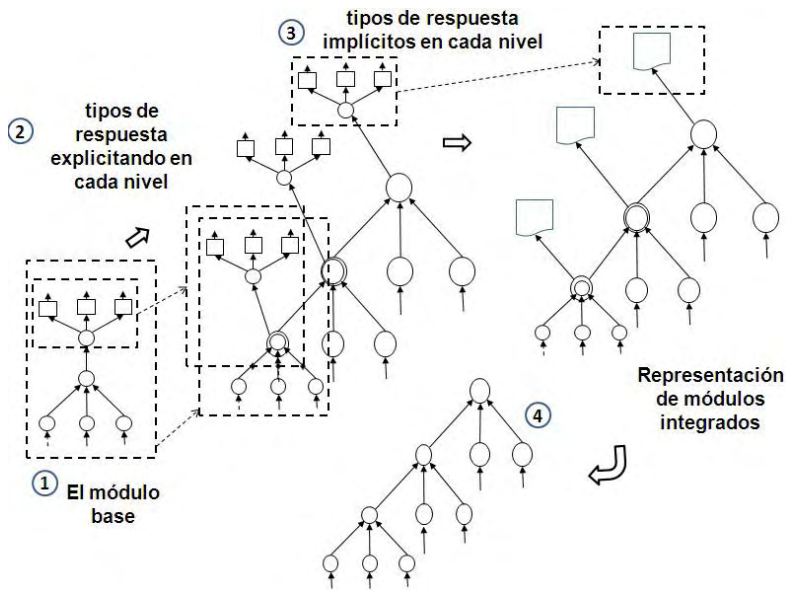 3
tipos de respuesta
implícitos en cada nivel
2
tipos de
respuesta
explicitando en
cada nivel
1
El módulo
base
4
Representación
de módulos
integrados